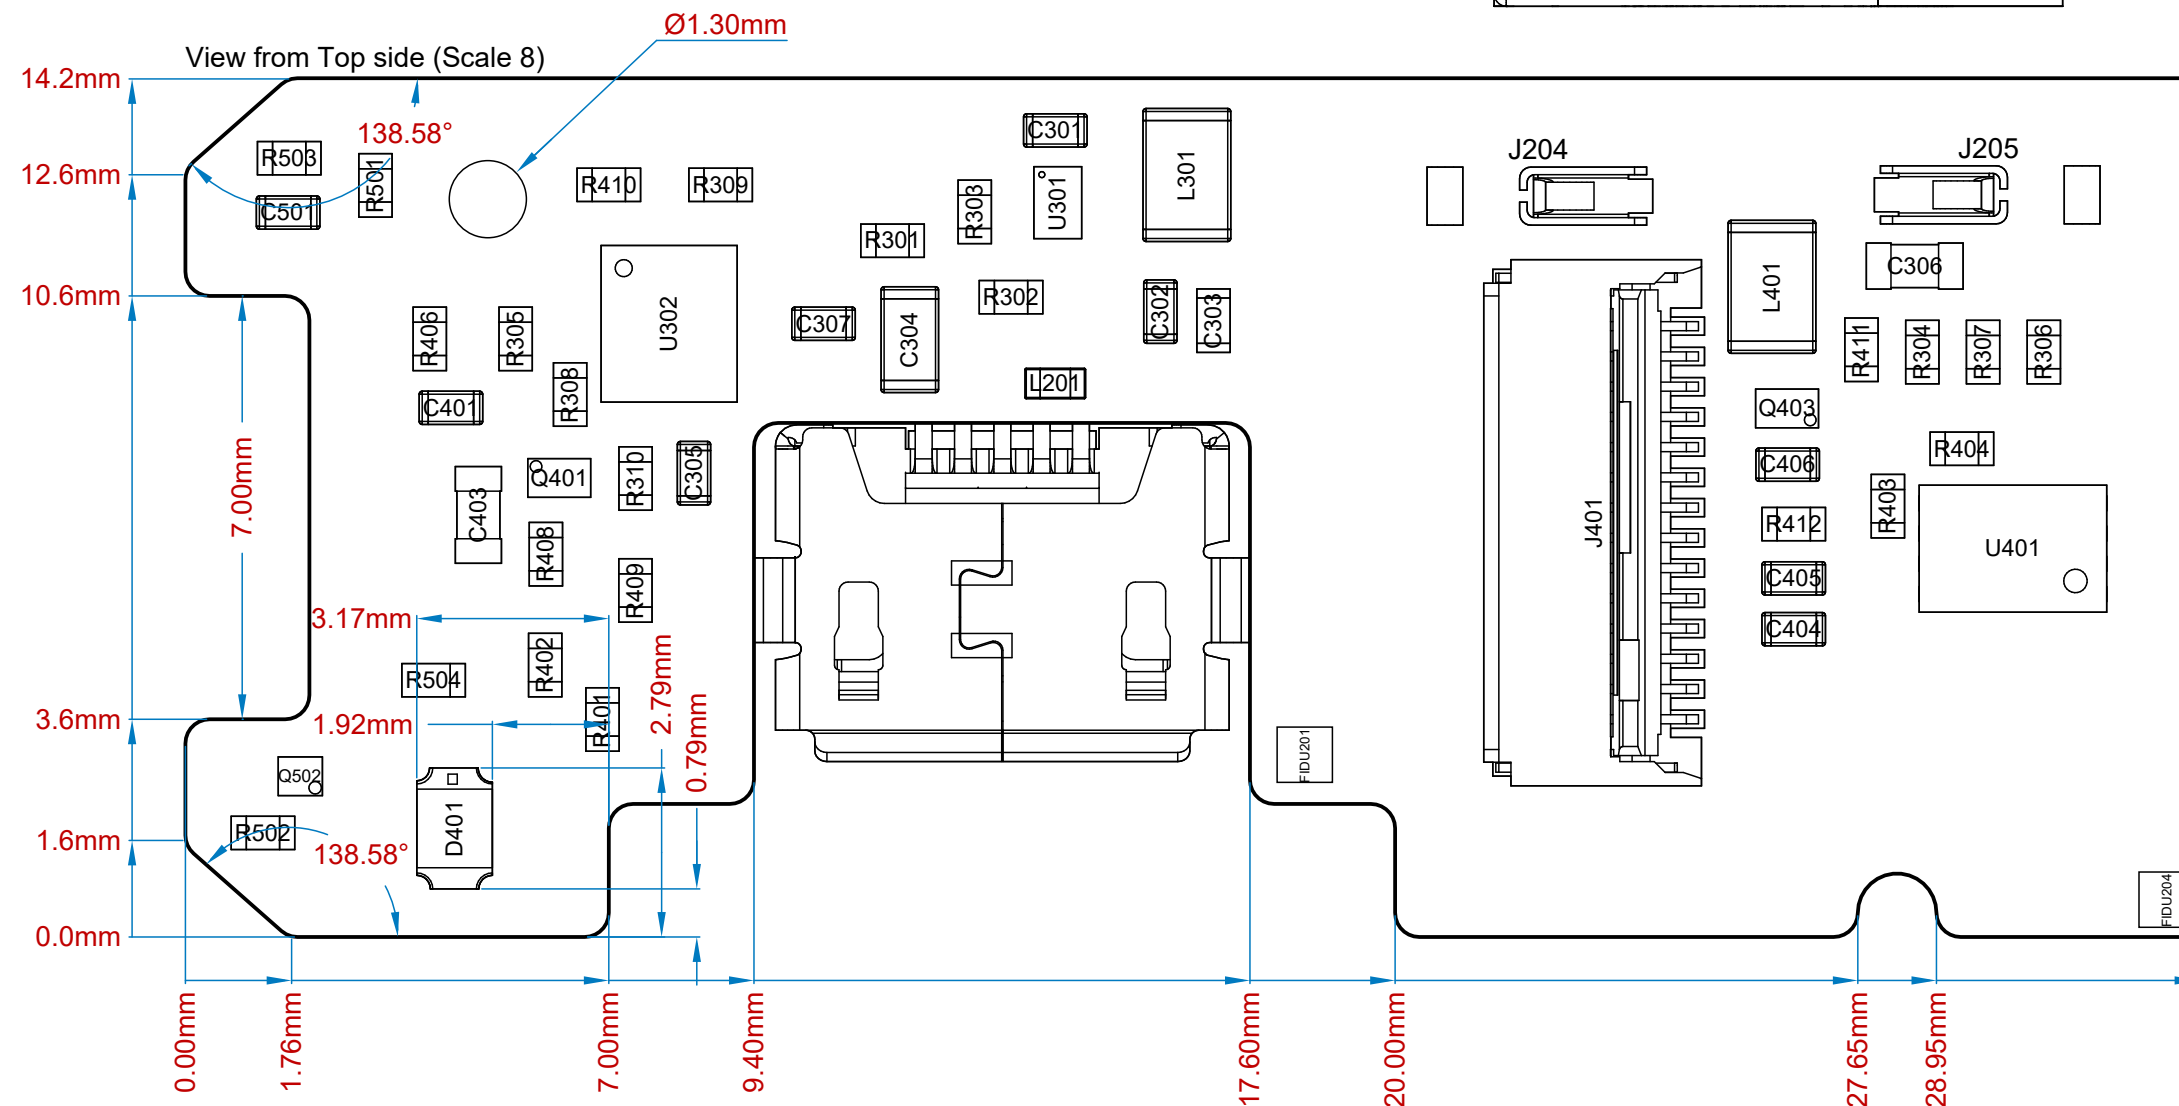 Ø1.30mm
View from Top side (Scale 8)
14.2mm
138.58°
C301
R503
J204
J205
12.6mm
R501
R410
R309
L301
U301
R303
C501
R301
10.6mm
U302
R302
C306
L401
C302
C303
C307
C304
R406
R305
R411
R304
R307
R306
L201
R308
C401
Q403
R404
7.00mm
Q401
R310
C305
C406
C403
R403
J401
R412
R408
U401
R409
C405
3.17mm
C404
R402
R504
2.79mm
3.6mm
1.92mm
R401
0.79mm
FIDU201
Q502
1.6mm
R502
D401
138.58°
FIDU204
0.0mm
0.00mm
1.76mm
7.00mm
9.40mm
17.60mm
20.00mm
27.65mm
28.95mm